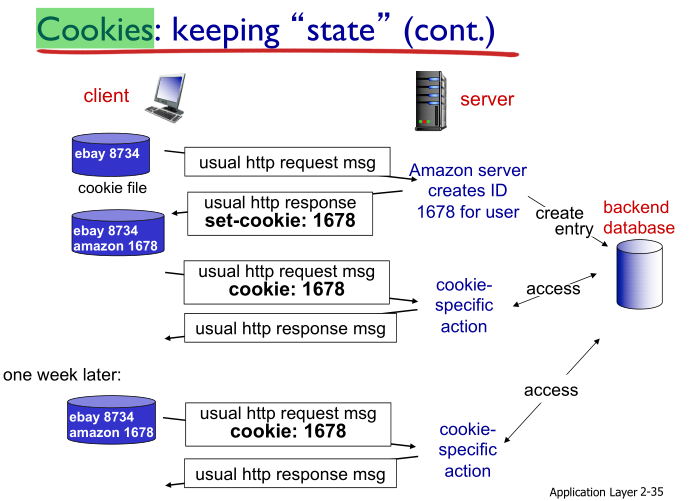 Cookies: keeping “state” (cont.)
client
server
ebay 8734
cookie file
usual http request msg
Amazon server
creates ID
1678 for user
usual http response
set-cookie: 1678
ebay 8734
amazon 1678
create
entry
backend
database
usual http request msg
cookie: 1678
cookie-
specific
action
access
usual http response msg
one week later:
access
ebay 8734
amazon 1678
usual http request msg
cookie: 1678
cookie-
specific
action
usual http response msg
Application Layer 2-35